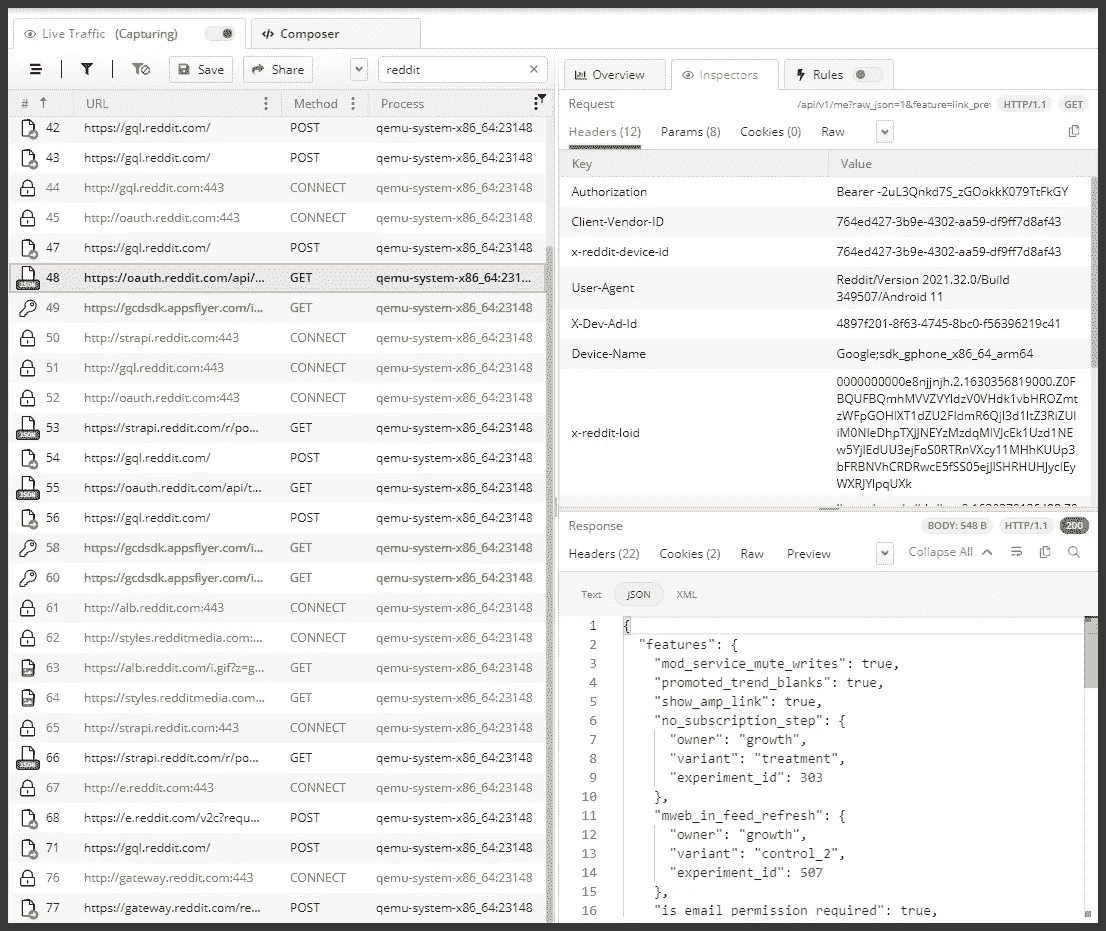 Live Traffic (Capturing)
</> Composer
Save
Share
reddit
Overview
Inspectors
Rules
# ↑ URL Method Process
42 https://gql.reddit.com/ POST qemu-system-x86_64:23148
43 https://gql.reddit.com/ POST qemu-system-x86_64:23148
44 http://gql.reddit.com:443 CONNECT qemu-system-x86_64:23148
45 http://oauth.reddit.com:443 CONNECT qemu-system-x86_64:23148
47 https://gql.reddit.com/ POST qemu-system-x86_64:23148
JSON 48 https://oauth.reddit.com/api/... GET qemu-system-x86_64:231...
49 https://gcdsdk.appsflyer.com/i... GET qemu-system-x86_64:23148
50 http://strapi.reddit.com:443 CONNECT qemu-system-x86_64:23148
51 http://gql.reddit.com:443 CONNECT qemu-system-x86_64:23148
52 http://oauth.reddit.com:443 CONNECT qemu-system-x86_64:23148
JSON 53 https://strapi.reddit.com/r/po... GET qemu-system-x86_64:23148
54 https://gql.reddit.com/ POST qemu-system-x86_64:23148
JSON 55 https://oauth.reddit.com/api/t... GET qemu-system-x86_64:23148
56 https://gql.reddit.com/ POST qemu-system-x86_64:23148
58 https://gcdsdk.appsflyer.com/i... GET qemu-system-x86_64:23148
60 https://gcdsdk.appsflyer.com/i... GET qemu-system-x86_64:23148
61 http://alb.reddit.com:443 CONNECT qemu-system-x86_64:23148
62 http://styles.redditmedia.com:... CONNECT qemu-system-x86_64:23148
63 https://alb.reddit.com/i.gif?z=g... GET qemu-system-x86_64:23148
64 https://styles.redditmedia.com... GET qemu-system-x86_64:23148
65 http://strapi.reddit.com:443 CONNECT qemu-system-x86_64:23148
JSON 66 https://strapi.reddit.com/r/po... GET qemu-system-x86_64:23148
67 http://e.reddit.com:443 CONNECT qemu-system-x86_64:23148
68 https://e.reddit.com/v2c?requ... POST qemu-system-x86_64:23148
71 https://gql.reddit.com/ POST qemu-system-x86_64:23148
76 http://gateway.reddit.com:443 CONNECT qemu-system-x86_64:23148
77 https://gateway.reddit.com/re... POST qemu-system-x86_64:23148
Request /api/v1/me?raw_json=1&feature=link_prev HTTP/1.1 GET
Headers (12) Params (8) Cookies (0) Raw
Key Value
Authorization Bearer -2uL3Qnkd7S_zGOokkK079TtFkGY
Client-Vendor-ID 764ed427-3b9e-4302-aa59-df9ff7d8af43
x-reddit-device-id 764ed427-3b9e-4302-aa59-df9ff7d8af43
User-Agent Reddit/Version 2021.32.0/Build
349507/Android 11
X-Dev-Ad-Id 4897f201-8f63-4745-8bc0-f56396219c41
Device-Name Google;sdk_gphone_x86_64_arm64
x-reddit-loid
Response BODY: 548 B HTTP/1.1 200
Headers (22) Cookies (2) Raw Preview Collapse All
Text JSON XML
1 {
2 "features": {
3 "mod_service_mute_writes": true,
4 "promoted_trend_blanks": true,
5 "show_amp_link": true,
6 "no_subscription_step": {
7 "owner": "growth",
8 "variant": "treatment",
9 "experiment_id": 303
10 },
11 "mweb_in_feed_refresh": {
12 "owner": "growth",
13 "variant": "control_2",
14 "experiment_id": 507
15 },
16 "is_email_permission_required": true,